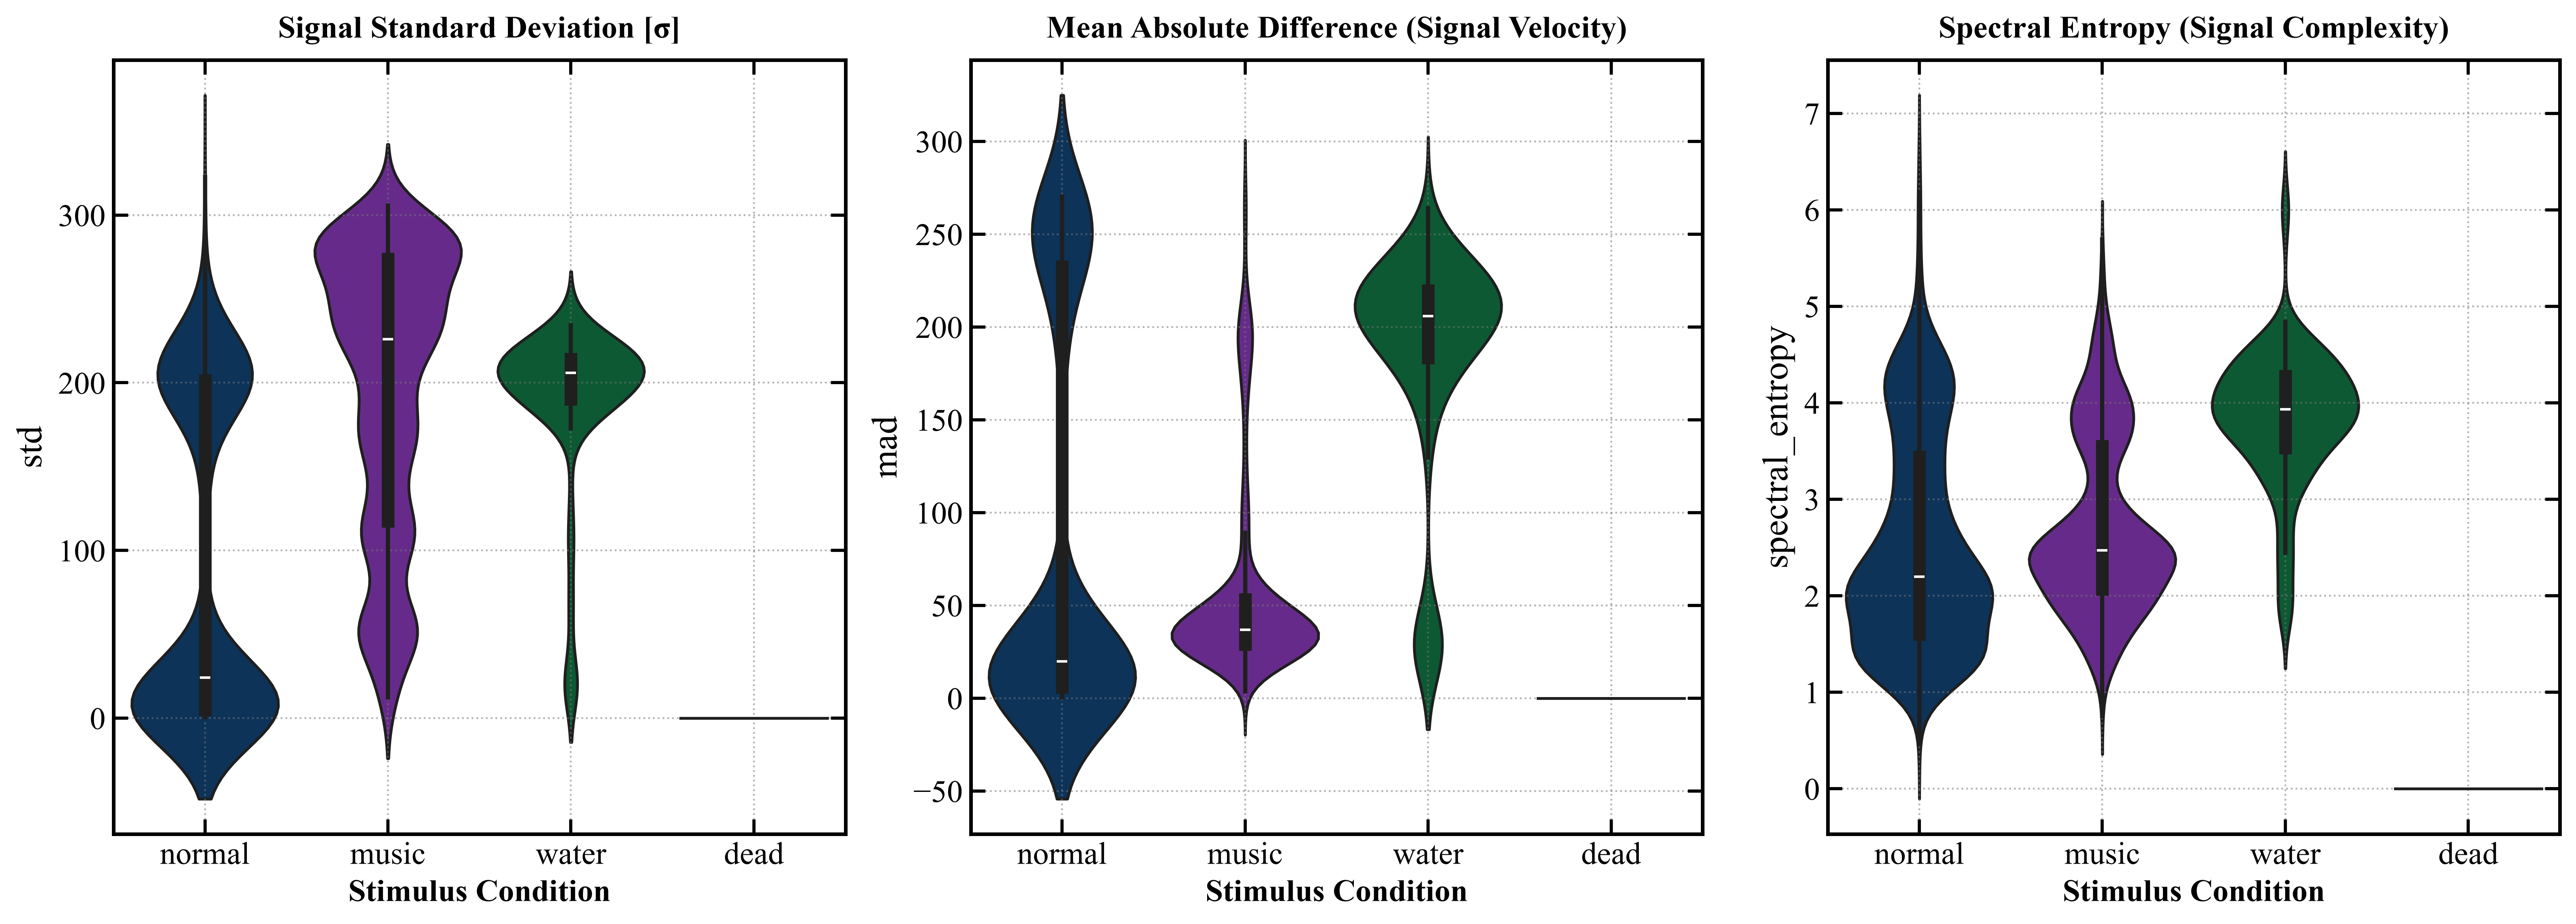 Signal Standard Deviation [σ]
std
300
200
100
0
normal music water dead
Stimulus Condition
Mean Absolute Difference (Signal Velocity)
mad
300
250
200
150
100
50
0
−50
normal music water dead
Stimulus Condition
Spectral Entropy (Signal Complexity)
spectral_entropy
7
6
5
4
3
2
1
0
normal music water dead
Stimulus Condition